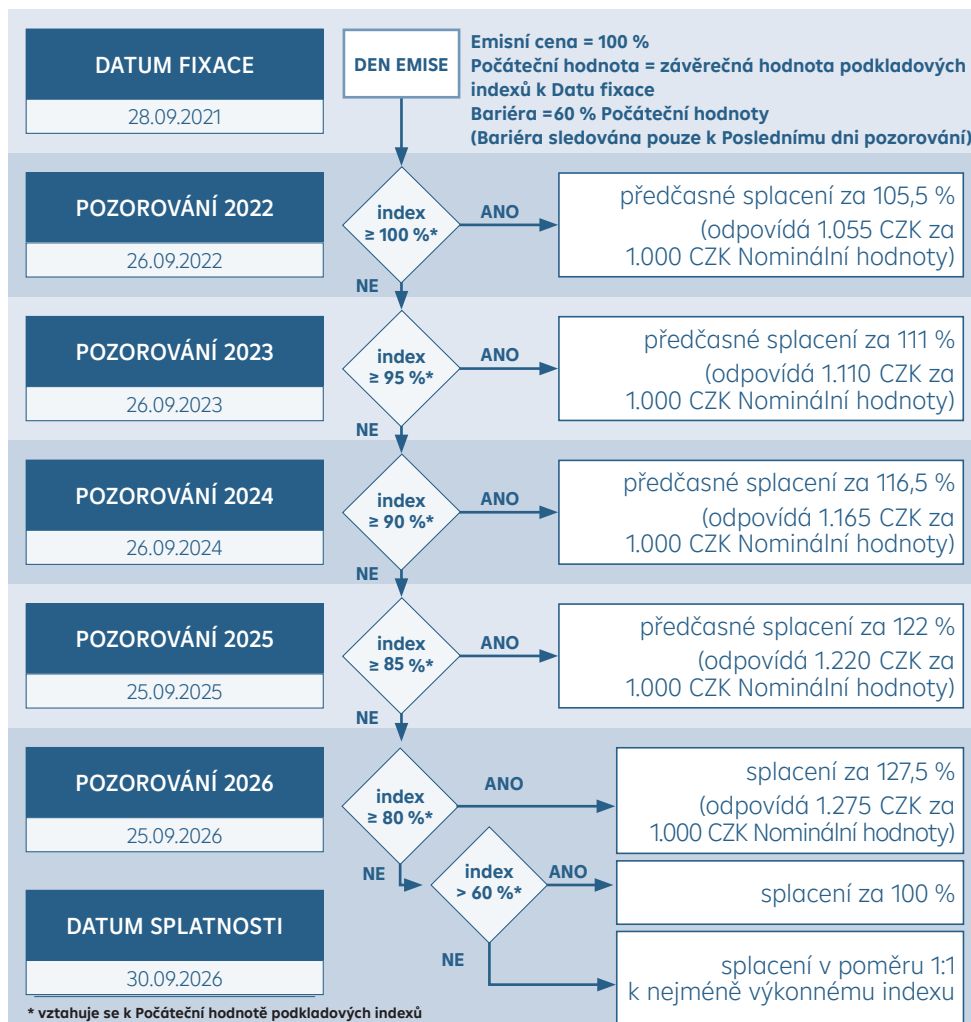 DATUM FIXACE
28.09.2021
DEN EMISE
Emisní cena = 100 %
Počáteční hodnota = závěrečná hodnota podkladových
indexů k Datu fixace
Bariéra =60 % Počáteční hodnoty
(Bariéra sledována pouze k Poslednímu dni pozorování)
POZOROVÁNÍ 2022
26.09.2022
index
≥ 100 %*
ANO
předčasné splacení za 105,5 %
(odpovídá 1.055 CZK za
1.000 CZK Nominální hodnoty)
NE
POZOROVÁNÍ 2023
26.09.2023
index
≥ 95 %*
ANO
předčasné splacení za 111 %
(odpovídá 1.110 CZK za
1.000 CZK Nominální hodnoty)
NE
POZOROVÁNÍ 2024
26.09.2024
index
≥ 90 %*
ANO
předčasné splacení za 116,5 %
(odpovídá 1.165 CZK za
1.000 CZK Nominální hodnoty)
NE
POZOROVÁNÍ 2025
25.09.2025
index
≥ 85 %*
ANO
předčasné splacení za 122 %
(odpovídá 1.220 CZK za
1.000 CZK Nominální hodnoty)
NE
POZOROVÁNÍ 2026
25.09.2026
index
≥ 80 %*
ANO
splacení za 127,5 %
(odpovídá 1.275 CZK za
1.000 CZK Nominální hodnoty)
NE
index
> 60 %*
ANO
splacení za 100 %
DATUM SPLATNOSTI
30.09.2026
NE
splacení v poměru 1:1
k nejméně výkonnému indexu
* vztahuje se k Počáteční hodnotě podkladových indexů